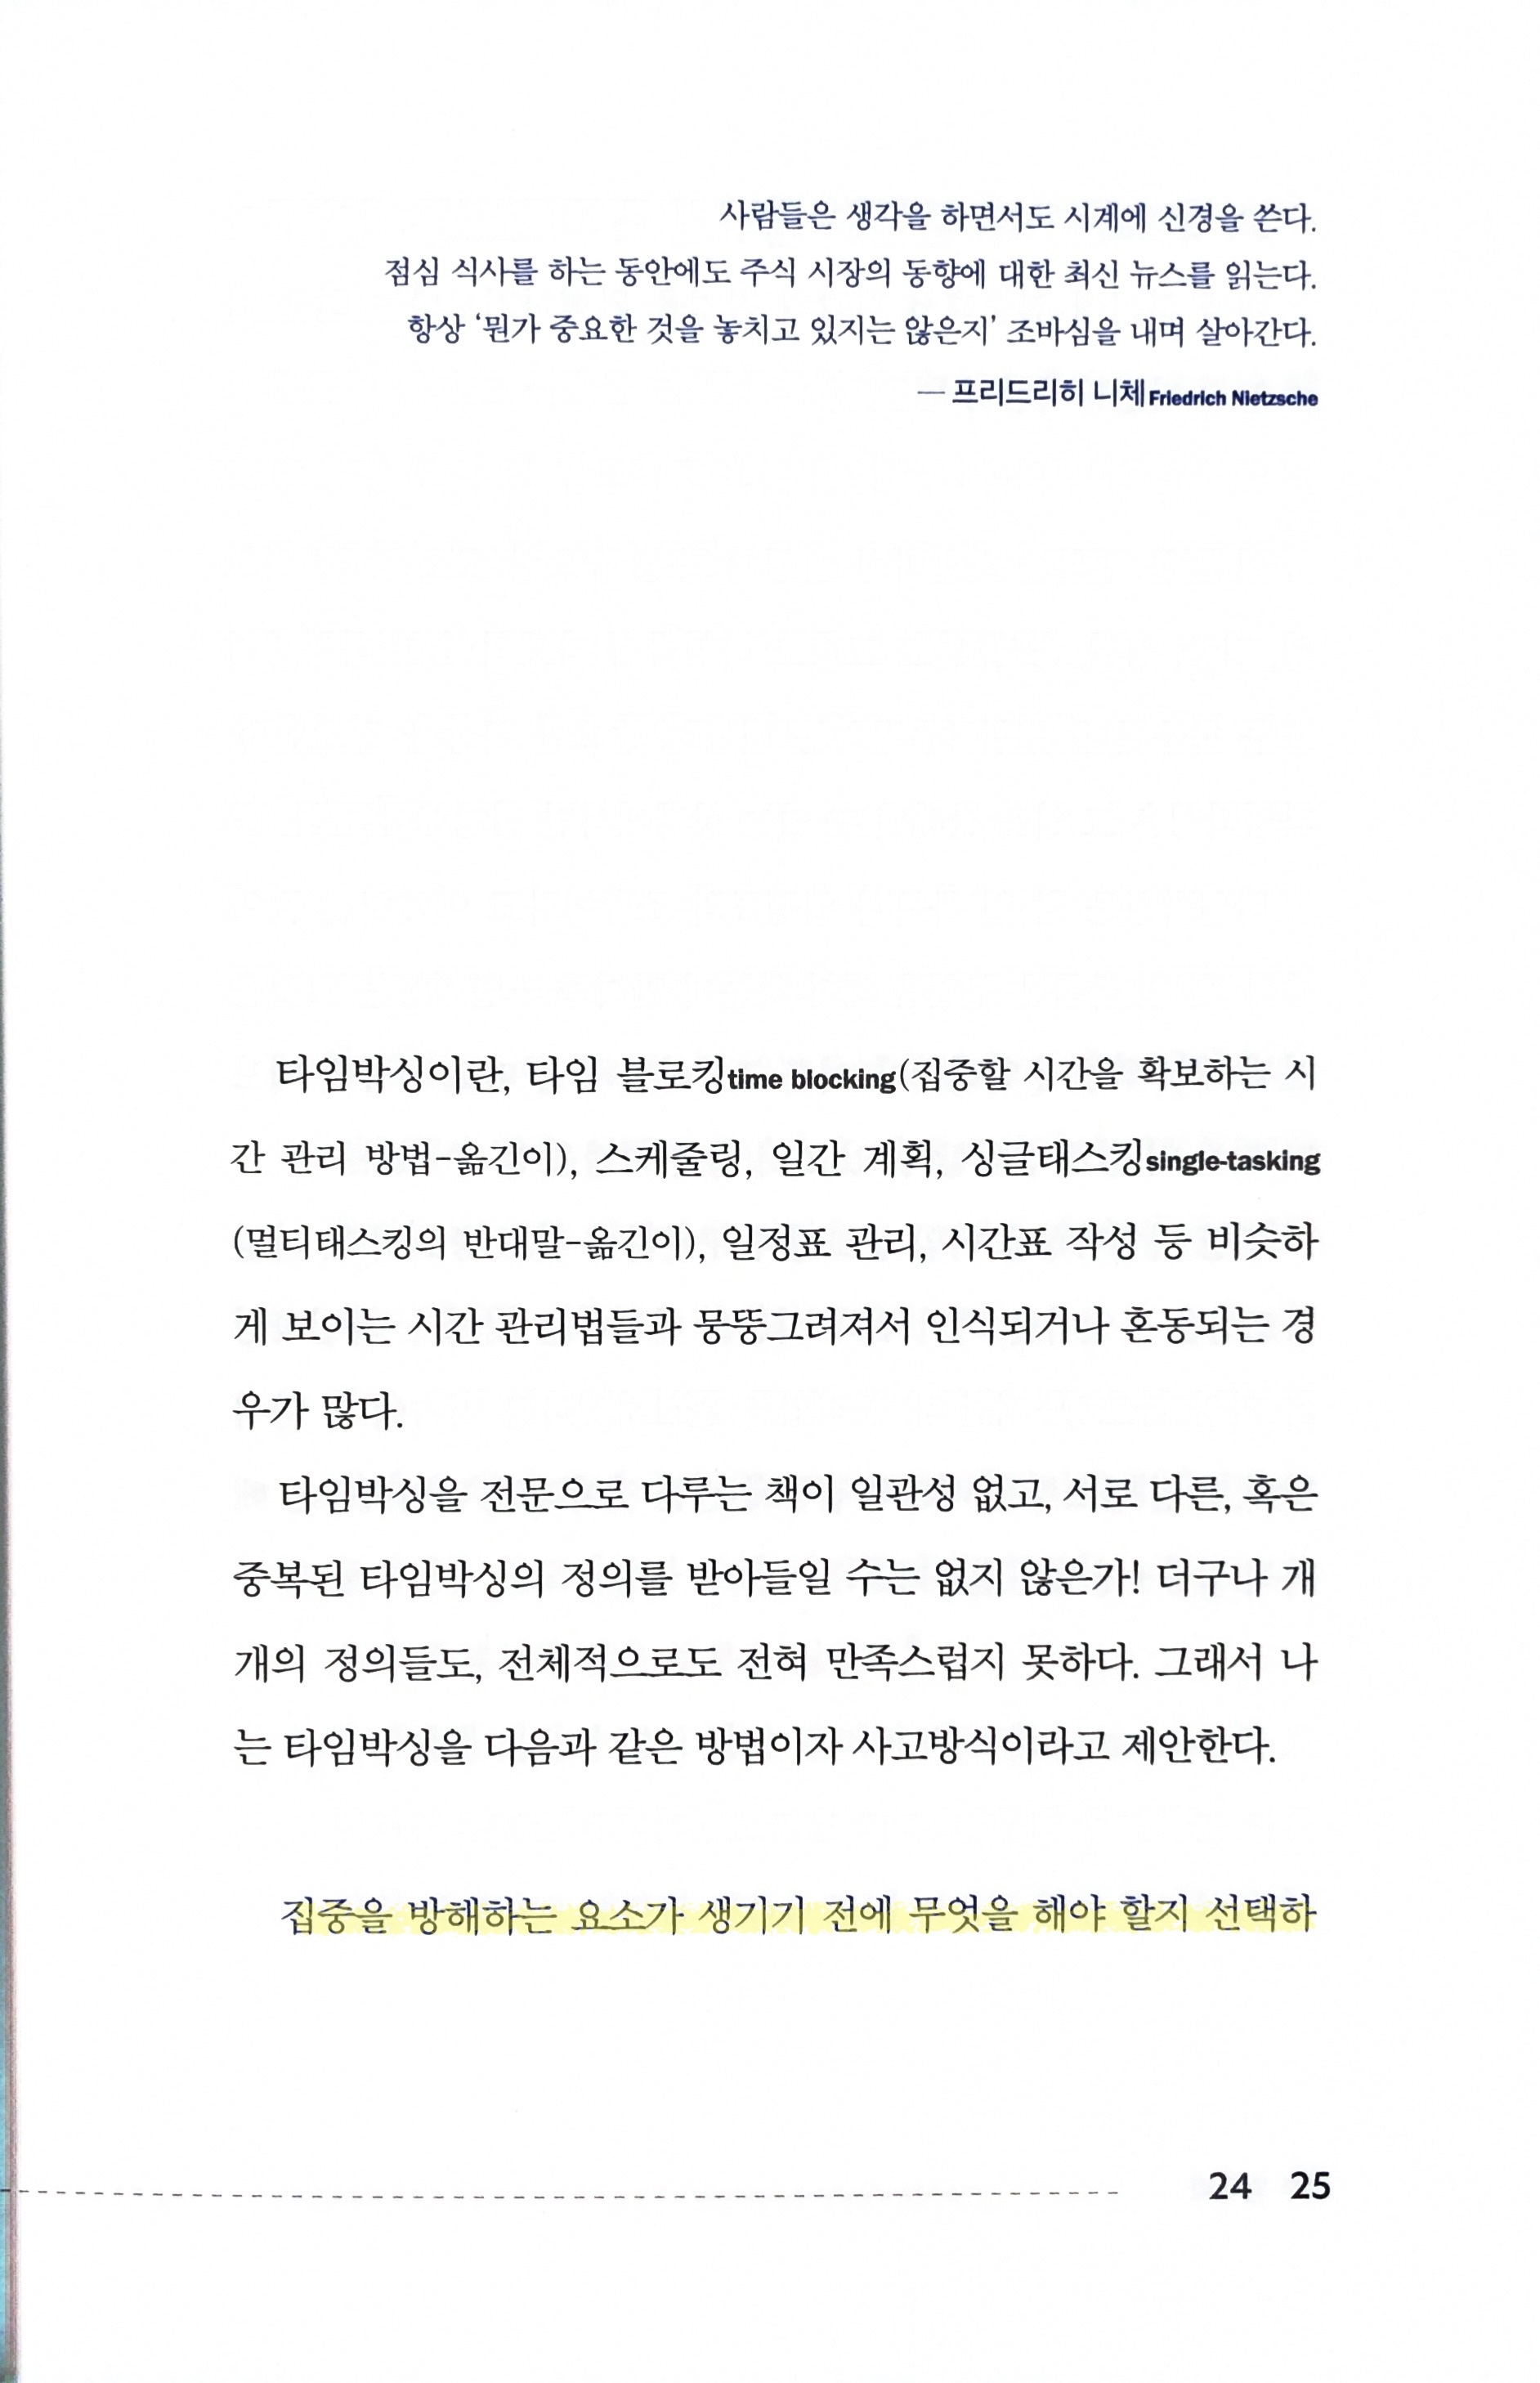 사람들은 생각을 하면서도 시계에 신경을 쓴다.
점심 식사를 하는 동안에도 주식 시장의 동향에 대한 최신 뉴스를 읽는다.
항상 ‘뭔가 중요한 것을 놓치고 있지는 않은지’ 조바심을 내며 살아간다.
— 프리드리히 니체Friedrich Nietzsche
타임박싱이란, 타임 블로킹time blocking(집중할 시간을 확보하는 시
간 관리 방법-옮긴이), 스케줄링, 일간 계획, 싱글태스킹single-tasking
(멀티태스킹의 반대말-옮긴이), 일정표 관리, 시간표 작성 등 비슷하
게 보이는 시간 관리법들과 뭉뚱그려져서 인식되거나 혼동되는 경
우가 많다.
타임박싱을 전문으로 다루는 책이 일관성 없고, 서로 다른, 혹은
중복된 타임박싱의 정의를 받아들일 수는 없지 않은가! 더구나 개
개의 정의들도, 전체적으로도 전혀 만족스럽지 못하다. 그래서 나
는 타임박싱을 다음과 같은 방법이자 사고방식이라고 제안한다.
집중을 방해하는 요소가 생기기 전에 무엇을 해야 할지 선택하
24 25